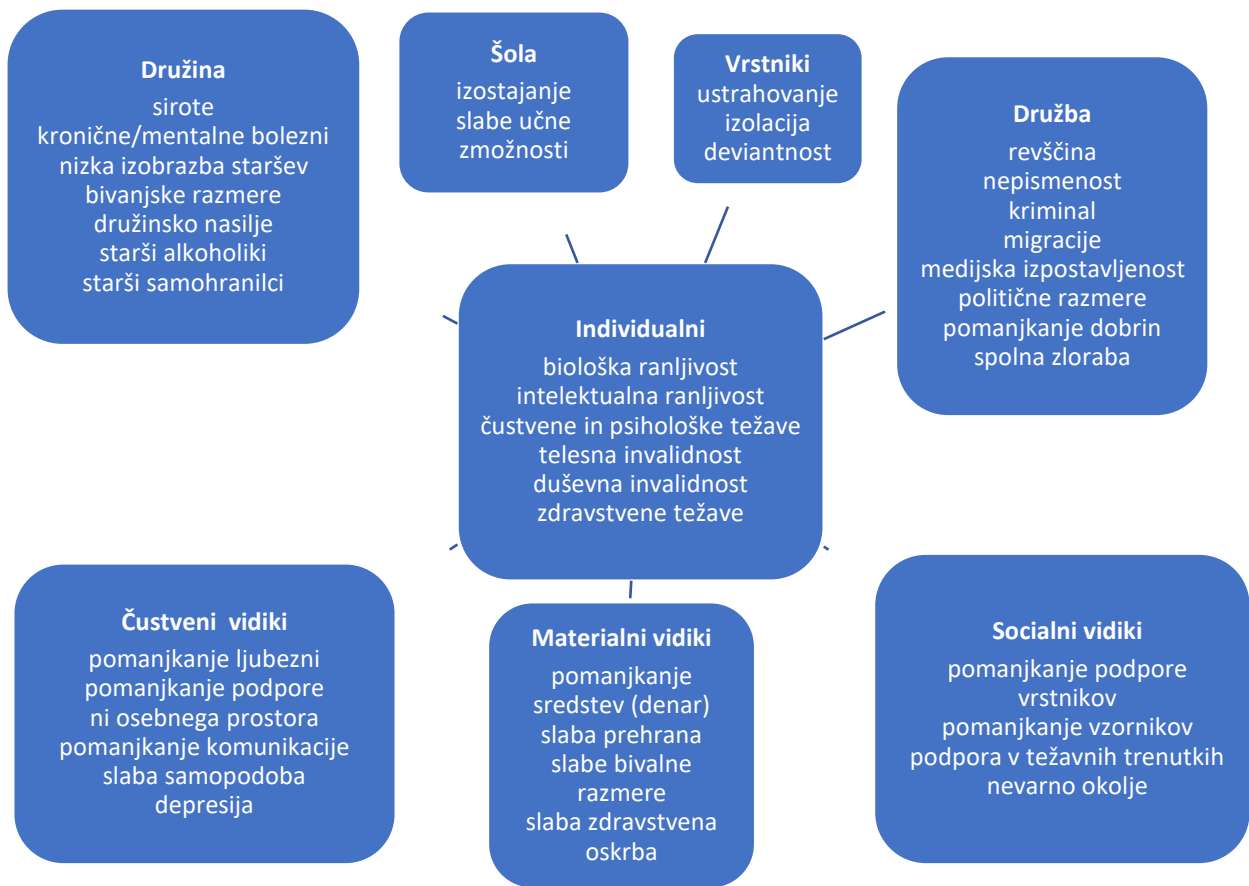 Družina
sirote
kronične/mentalne bolezni
nizka izobrazba staršev
bivanjske razmere
družinsko nasilje
starši alkoholiki
starši samohranilci
Šola
izostajanje
slabe učne
zmožnosti
Vrstniki
ustrahovanje
izolacija
deviantnost
Družba
revščina
nepismenost
kriminal
migracije
medijska izpostavljenost
politične razmere
pomanjkanje dobrin
spolna zloraba
Individualni
biološka ranljivost
intelektualna ranljivost
čustvene in psihološke težave
telesna invalidnost
duševna invalidnost
zdravstvene težave
Čustveni vidiki
pomanjkanje ljubezni
pomanjkanje podpore
ni osebnega prostora
pomanjkanje komunikacije
slaba samopodoba
depresija
Materialni vidiki
pomanjkanje
sredstev (denar)
slaba prehrana
slabe bivalne
razmere
slaba zdravstvena
oskrba
Socialni vidiki
pomanjkanje podpore
vrstnikov
pomanjkanje vzornikov
podpora v težavnih trenutkih
nevarno okolje